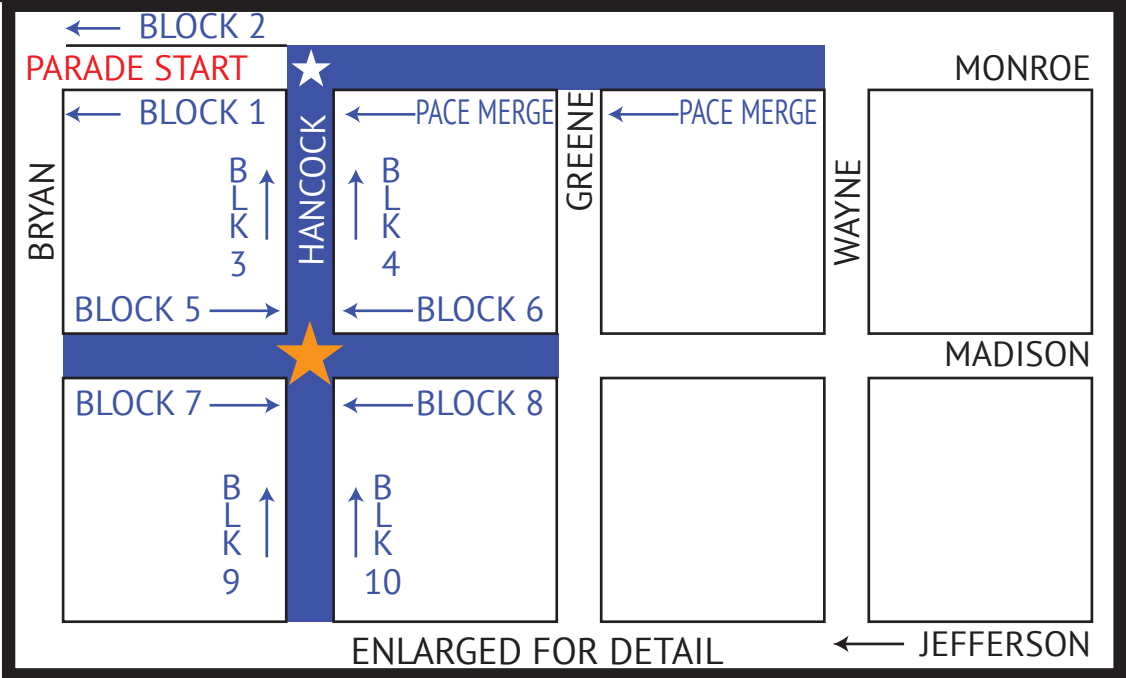 ← BLOCK 2
PARADE START
MONROE
← BLOCK 1
← PACE MERGE
← PACE MERGE
BRYAN
BLK 3
HANCOCK
BLK 4
GREENE
WAYNE
BLOCK 5 →
← BLOCK 6
MADISON
BLOCK 7 →
← BLOCK 8
BLK 9
BLK 10
ENLARGED FOR DETAIL
← JEFFERSON